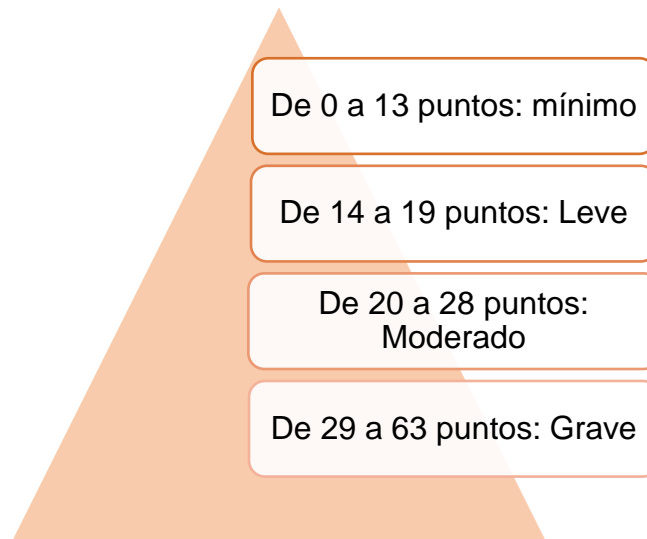 De 0 a 13 puntos: mínimo
De 14 a 19 puntos: Leve
De 20 a 28 puntos:
Moderado
De 29 a 63 puntos: Grave